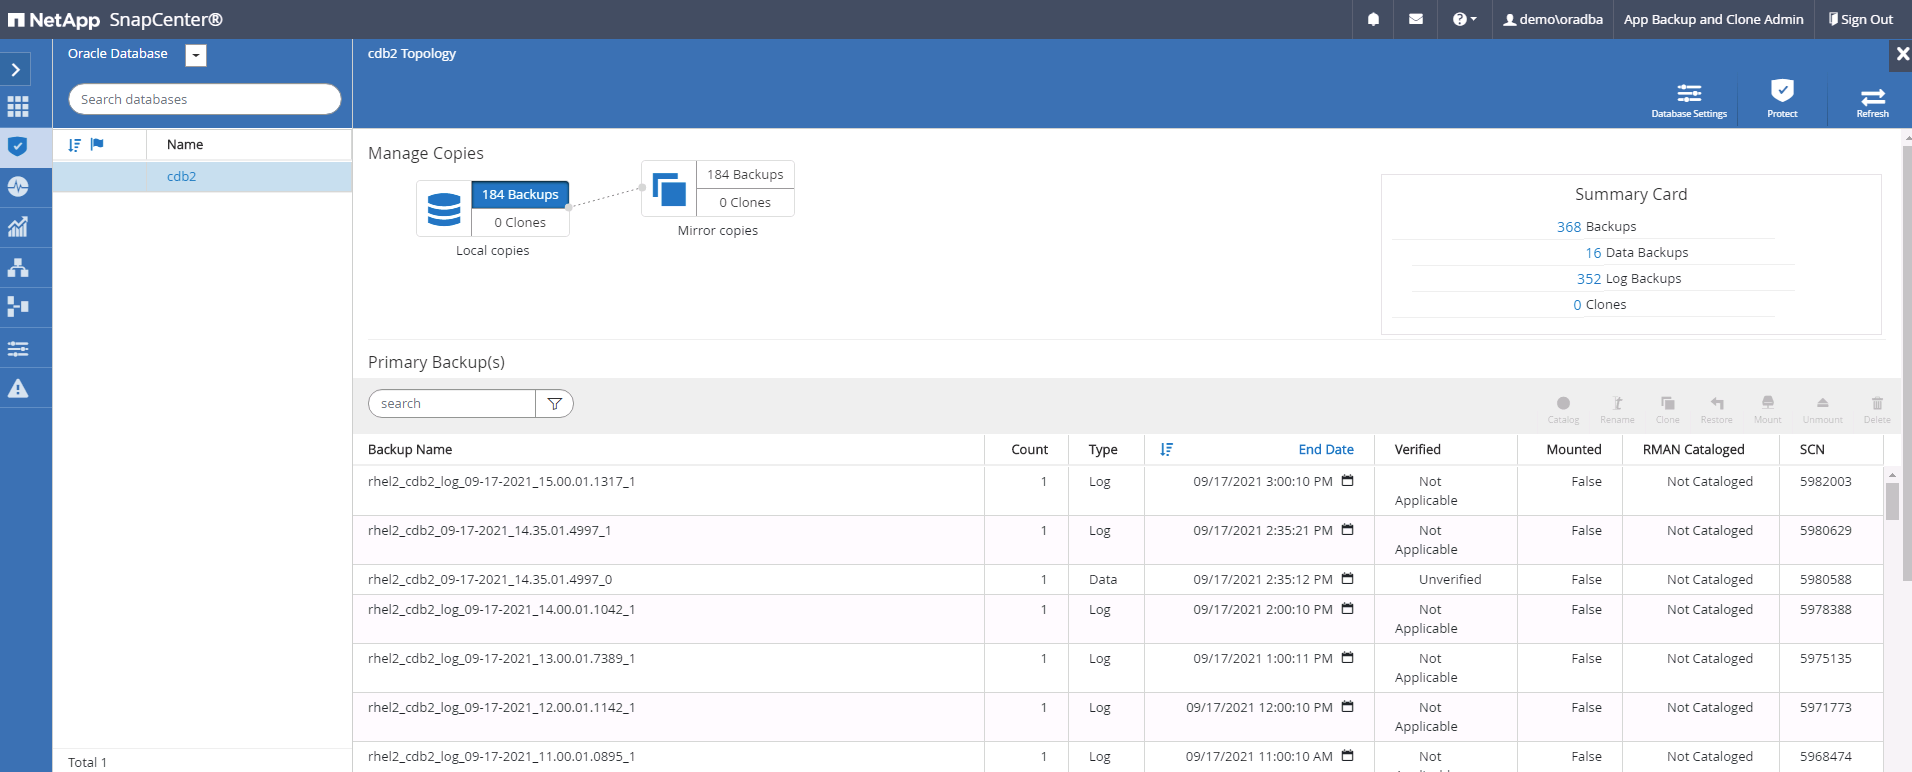 NetApp SnapCenter®
demo\oradba
App Backup and Clone Admin
Sign Out
Oracle Database
Search databases
cdb2 Topology
Database Settings
Protect
Refresh
Name
cdb2
Total 1
Manage Copies
184 Backups
0 Clones
Local copies
184 Backups
0 Clones
Mirror copies
Summary Card
368 Backups
16 Data Backups
352 Log Backups
0 Clones
Primary Backup(s)
search
Catalog
Rename
Clone
Restore
Mount
Unmount
Delete
Backup Name Count Type End Date Verified Mounted RMAN Cataloged SCN
rhel2_cdb2_log_09-17-2021_15.00.01.1317_1 1 Log 09/17/2021 3:00:10 PM Not Applicable False Not Cataloged 5982003
rhel2_cdb2_09-17-2021_14.35.01.4997_1 1 Log 09/17/2021 2:35:21 PM Not Applicable False Not Cataloged 5980629
rhel2_cdb2_09-17-2021_14.35.01.4997_0 1 Data 09/17/2021 2:35:12 PM Unverified False Not Cataloged 5980588
rhel2_cdb2_log_09-17-2021_14.00.01.1042_1 1 Log 09/17/2021 2:00:10 PM Not Applicable False Not Cataloged 5978388
rhel2_cdb2_log_09-17-2021_13.00.01.7389_1 1 Log 09/17/2021 1:00:11 PM Not Applicable False Not Cataloged 5975135
rhel2_cdb2_log_09-17-2021_12.00.01.1142_1 1 Log 09/17/2021 12:00:10 PM Not Applicable False Not Cataloged 5971773
rhel2_cdb2_log_09-17-2021_11.00.01.0895_1 1 Log 09/17/2021 11:00:10 AM Not False Not Cataloged 5968474